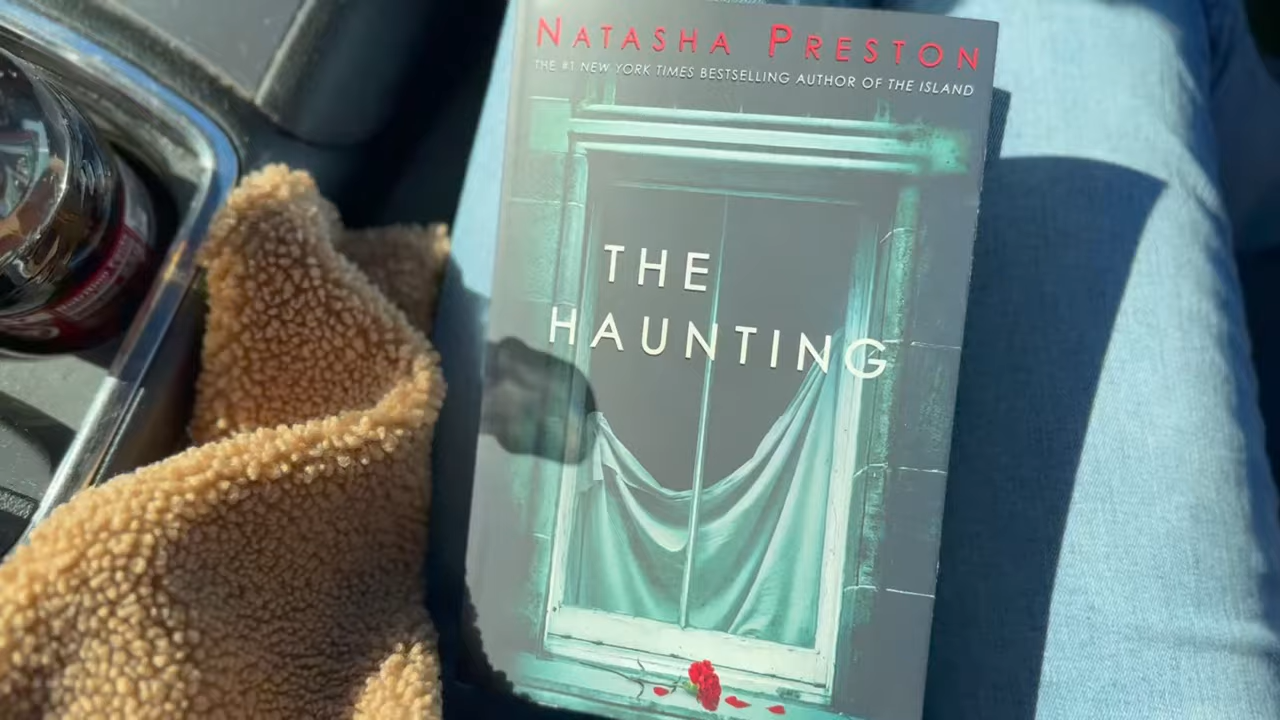 NATASHA PRESTON
THE #1 NEW YORK TIMES BESTSELLING AUTHOR OF THE ISLAND
THE
HAUNTING